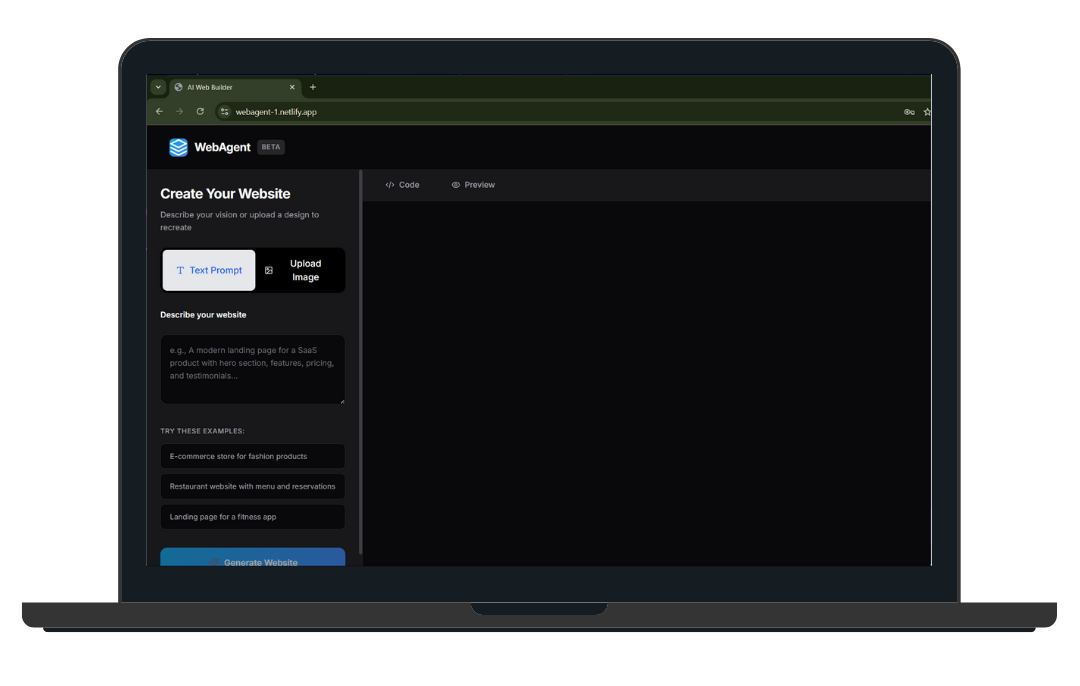 AI Web Builder
webagent-1.netlify.app
WebAgent BETA
Create Your Website
Describe your vision or upload a design to
recreate
Text Prompt
Upload
Image
Describe your website
e.g., A modern landing page for a SaaS
product with hero section, features, pricing,
and testimonials...
TRY THESE EXAMPLES:
E-commerce store for fashion products
Restaurant website with menu and reservations
Landing page for a fitness app
Generate Website
Code
Preview